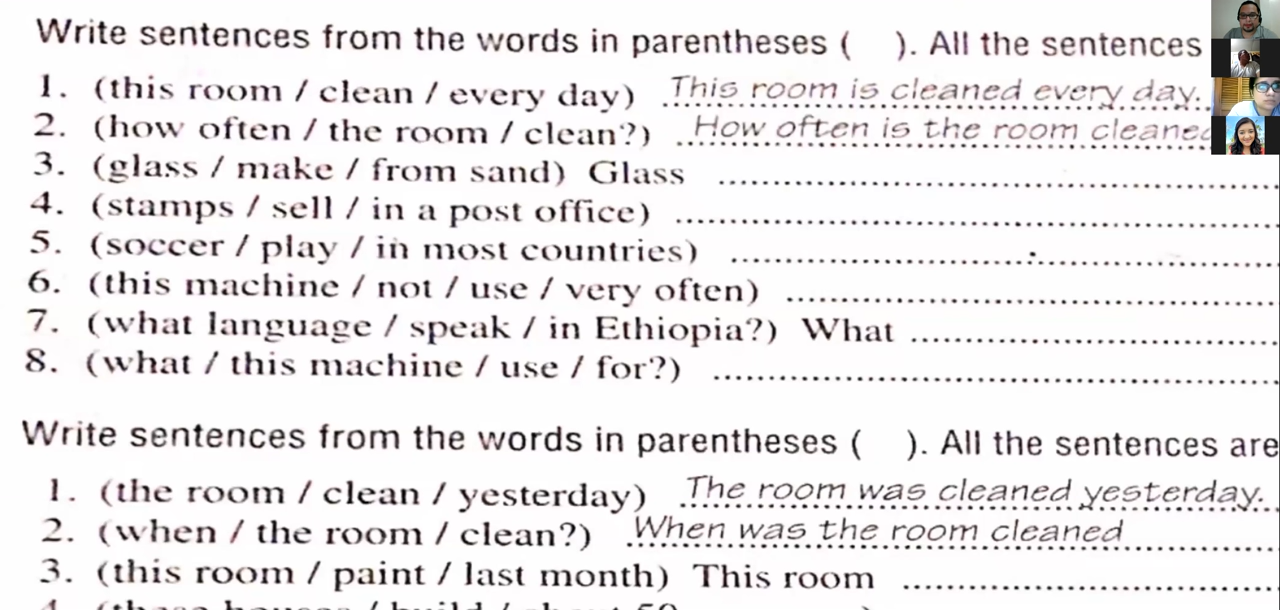 Write sentences from the words in parentheses ( ). All the sentences
1. (this room / clean / every day) This room is cleaned every day.
2. (how often / the room / clean?) How often is the room cleaned
3. (glass / make / from sand) Glass
4. (stamps / sell / in a post office)
5. (soccer / play / in most countries)
6. (this machine / not / use / very often)
7. (what language / speak / in Ethiopia?) What
8. (what / this machine / use / for?)
Write sentences from the words in parentheses ( ). All the sentences are
1. (the room / clean / yesterday) The room was cleaned yesterday.
2. (when / the room / clean?) When was the room cleaned
3. (this room / paint / last month) This room